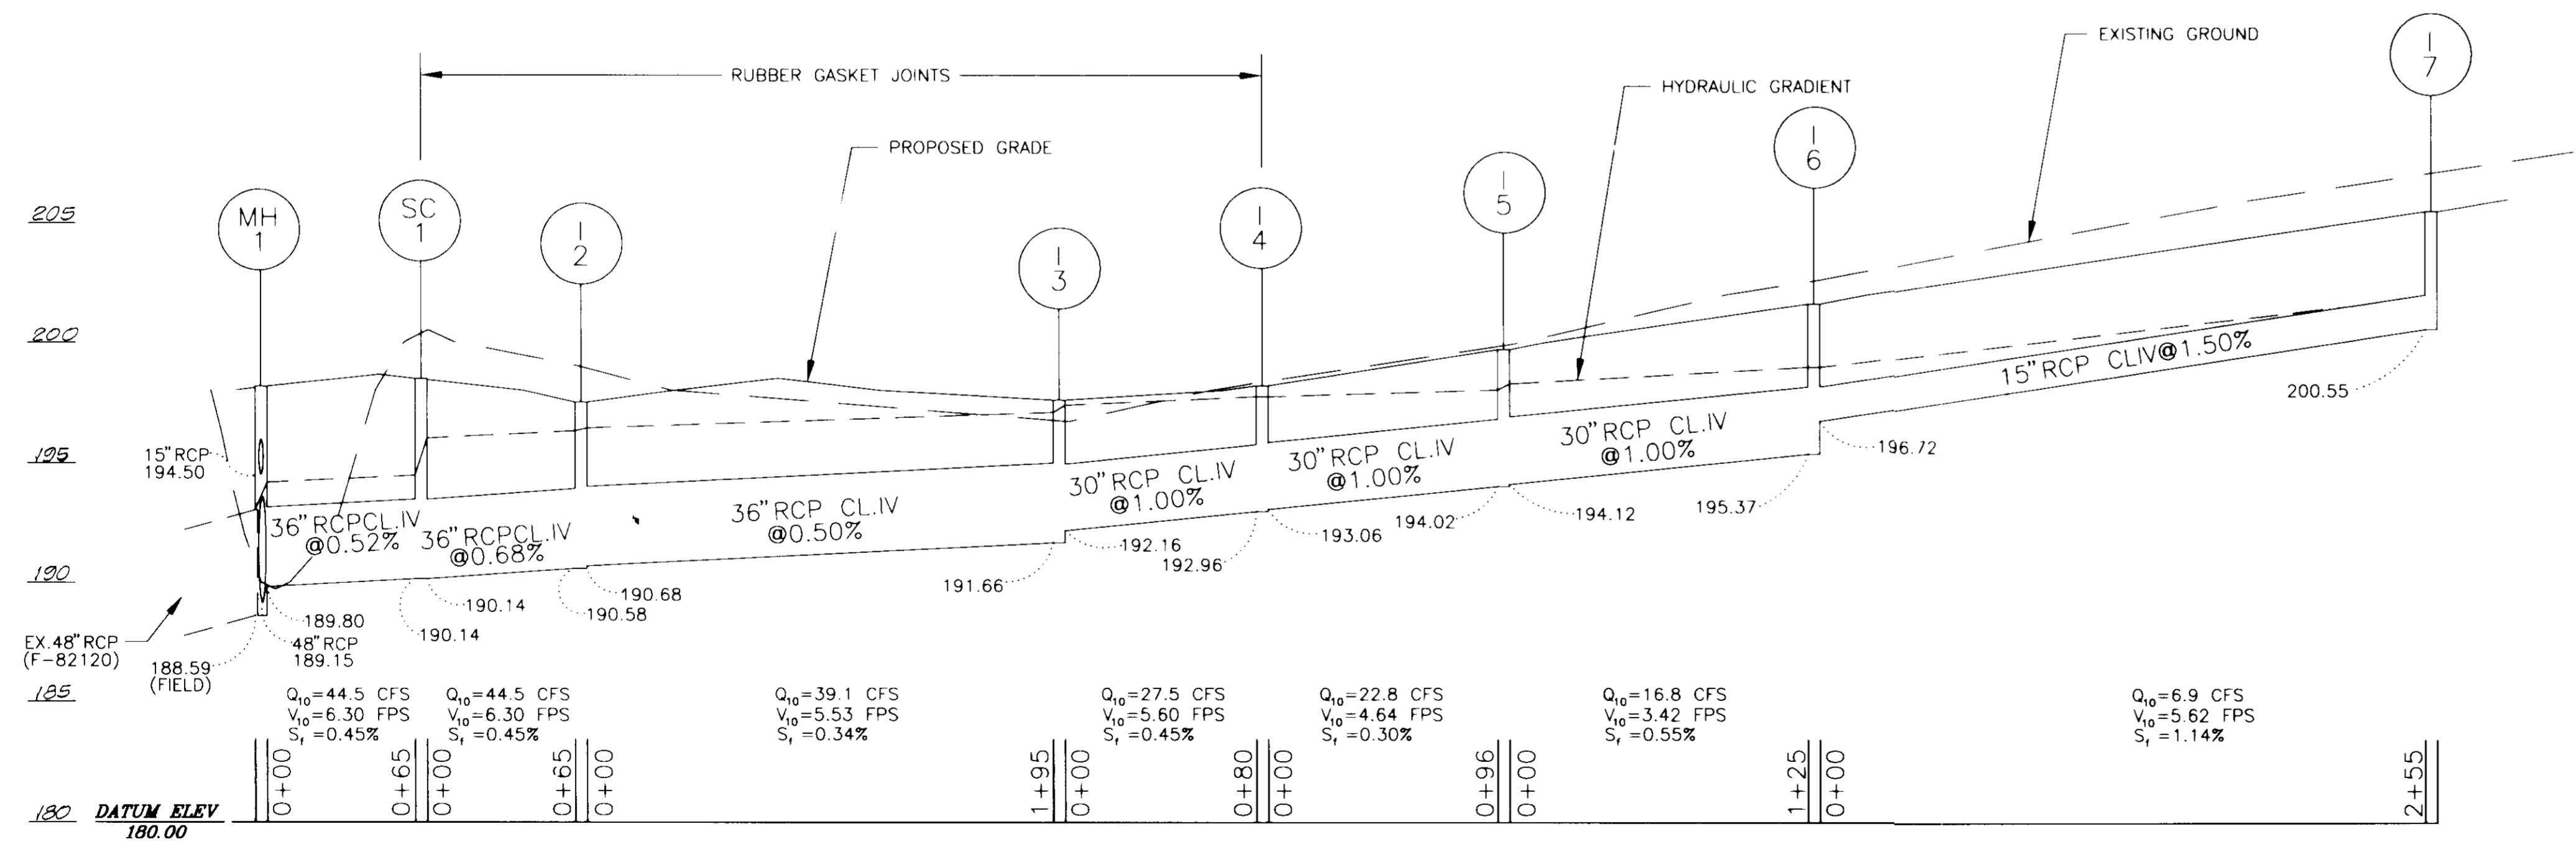 EXISTING GROUND
RUBBER GASKET JOINTS
HYDRAULIC GRADIENT
PROPOSED GRADE
MH
1
SC
1
I
2
I
3
I
4
I
5
I
6
I
7
205
200
195
190
185
180
15"RCP
194.50
36"RCPCL.IV
@0.52%
36"RCPCL.IV
@0.68%
36"RCP CL.IV
@0.50%
30"RCP CL.IV
@1.00%
30"RCP CL.IV
@1.00%
30"RCP CL.IV
@1.00%
15"RCP CLIV@1.50%
EX.48"RCP
(F-82120)
188.59
(FIELD)
189.80
48"RCP
189.15
190.14
190.14
190.58
190.68
191.66
192.16
192.96
193.06
194.02
194.12
195.37
196.72
200.55
Q10=44.5 CFS
V10=6.30 FPS
Sf=0.45%
Q10=44.5 CFS
V10=6.30 FPS
Sf=0.45%
Q10=39.1 CFS
V10=5.53 FPS
Sf=0.34%
Q10=27.5 CFS
V10=5.60 FPS
Sf=0.45%
Q10=22.8 CFS
V10=4.64 FPS
Sf=0.30%
Q10=16.8 CFS
V10=3.42 FPS
Sf=0.55%
Q10=6.9 CFS
V10=5.62 FPS
Sf=1.14%
0+00
0+65
0+00
0+65
0+00
1+95
0+00
0+80
0+00
0+96
0+00
1+25
0+00
2+55
DATUM ELEV
180.00